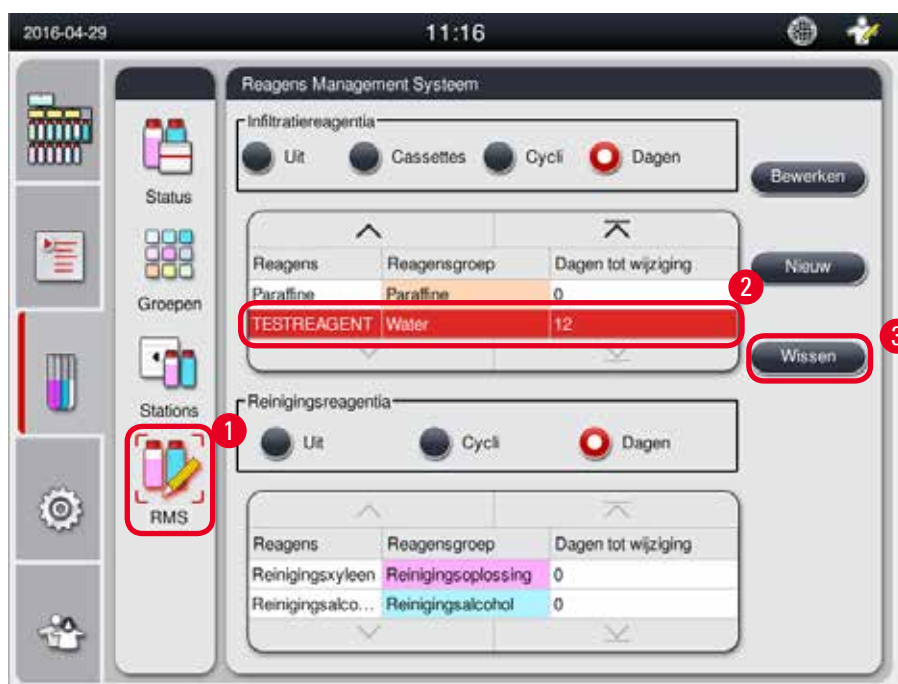 2016-04-29 11:16
Reagens Management Systeem
Infiltratiereagentia
Uit Cassettes Cycli Dagen
Bewerken
Status
Reagens Reagensgroep Dagen tot wijziging
Nieuw
Groepen
Paraffine Paraffine 0
2
TESTREAGENT Water 12
3
Wissen
Stations
Reinigingsreagentia
1
Uit Cycli Dagen
RMS
Reagens Reagensgroep Dagen tot wijziging
Reinigingsxyleen Reinigingsoplossing 0
Reinigingsalco... Reinigingsalcohol 0